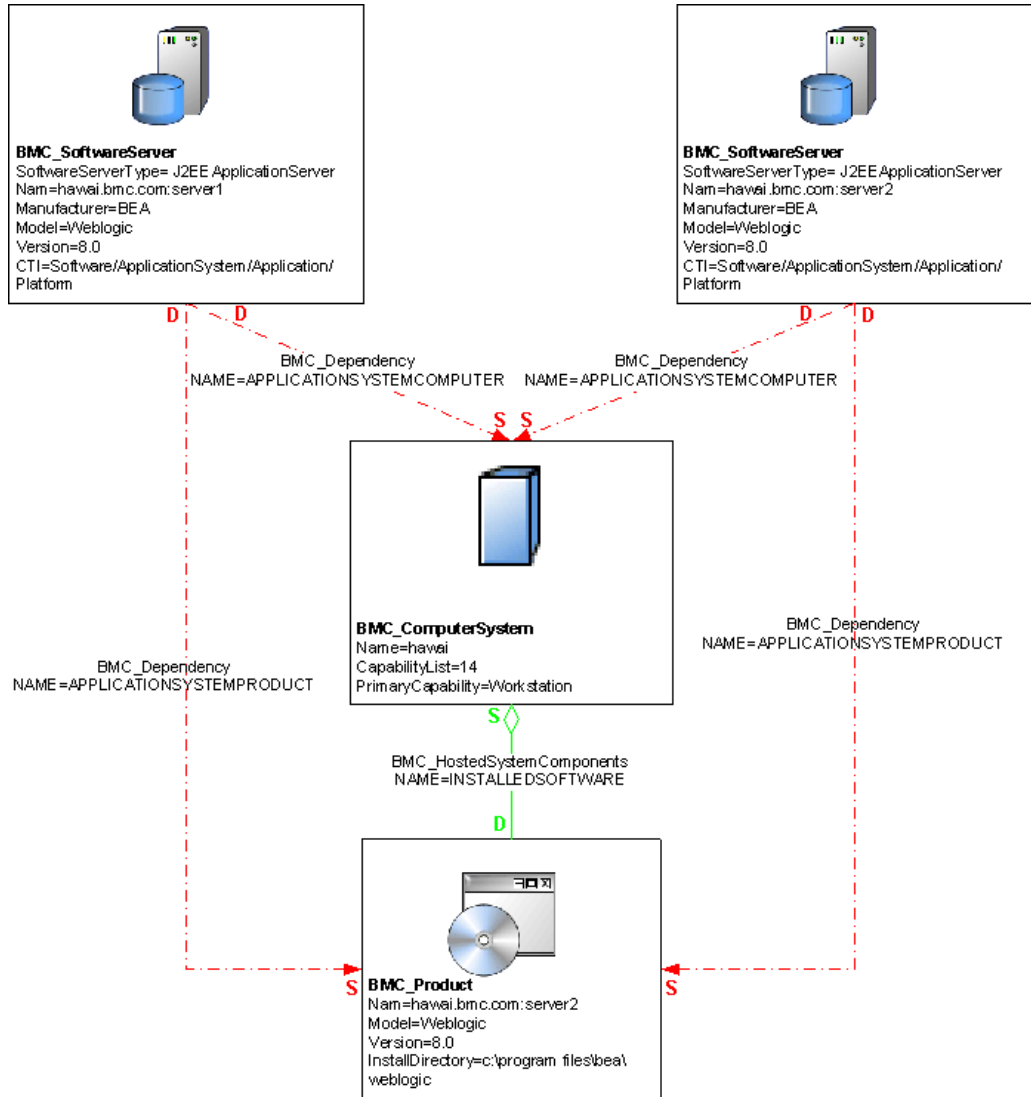 BMC_SoftwareServer
SoftwareServerType= J2EE ApplicationServer
Nam=hawai.bmc.com:server1
Manufacturer=BEA
Model=Weblogic
Version=8.0
CTI=Software/ApplicationSystem/Application/
Platform
BMC_SoftwareServer
SoftwareServerType= J2EE ApplicationServer
Nam=hawai.bmc.com:server2
Manufacturer=BEA
Model=Weblogic
Version=8.0
CTI=Software/ApplicationSystem/Application/
Platform
D D
D D
BMC_Dependency
NAME=APPLICATIONSYSTEMCOMPUTER
BMC_Dependency
NAME=APPLICATIONSYSTEMCOMPUTER
S S
BMC_ComputerSystem
Name=hawai
CapabilityList=14
PrimaryCapability=Workstation
BMC_Dependency
NAME=APPLICATIONSYSTEMPRODUCT
BMC_Dependency
NAME=APPLICATIONSYSTEMPRODUCT
S
BMC_HostedSystemComponents
NAME=INSTALLEDSOFTWARE
D
S
S
BMC_Product
Nam=hawai.bmc.com:server2
Model=Weblogic
Version=8.0
InstallDirectory=c:\program files\bea\
weblogic